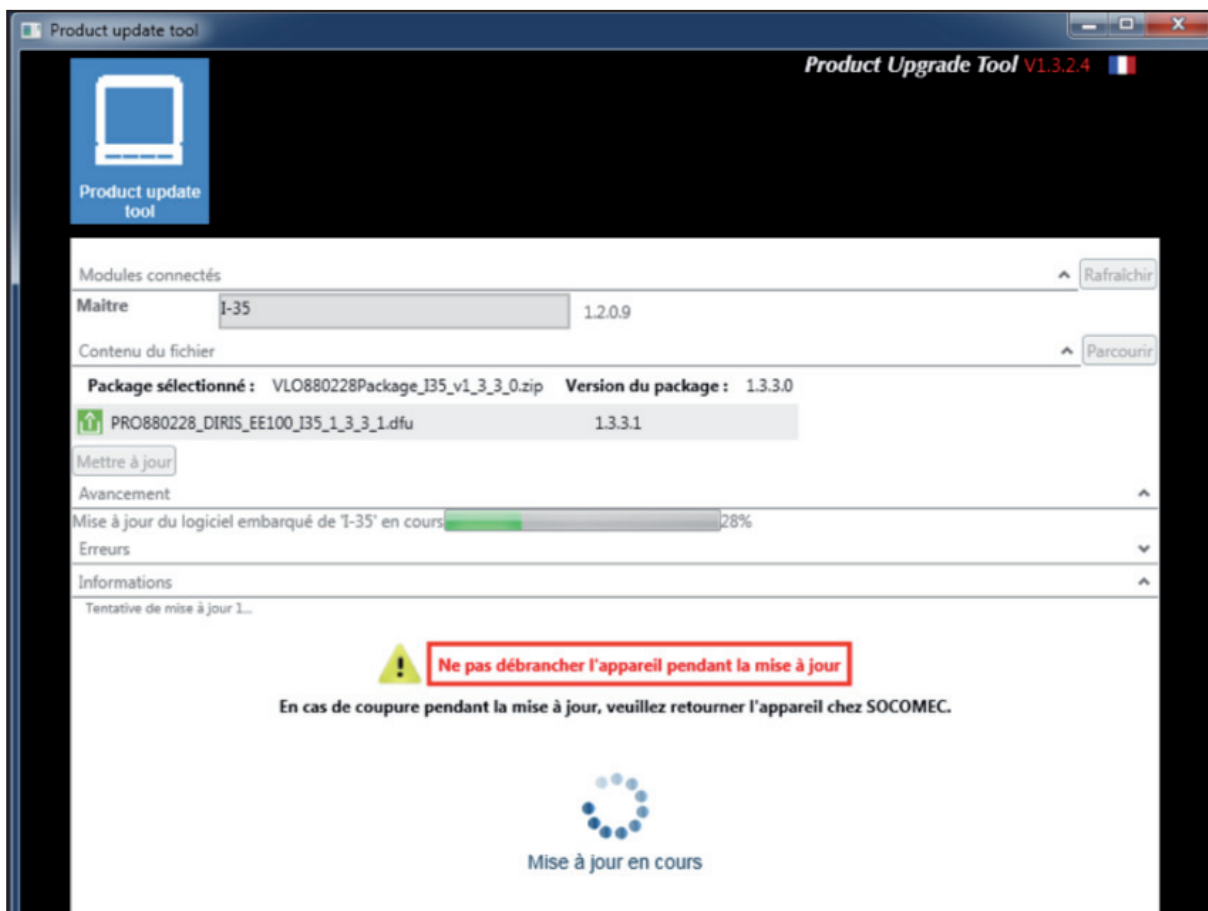 Product update tool
Product Upgrade Tool V1.3.2.4
Product update
tool
Modules connectés
Rafraîchir
Maître I-35 1.2.0.9
Contenu du fichier
Parcourir
Package sélectionné : VLO880228Package_I35_v1_3_3_0.zip Version du package : 1.3.3.0
PRO880228_DIRIS_EE100_I35_1_3_3_1.dfu 1.3.3.1
Mettre à jour
Avancement
Mise à jour du logiciel embarqué de 'I-35' en cours 28%
Erreurs
Informations
Tentative de mise à jour 1...
Ne pas débrancher l'appareil pendant la mise à jour
En cas de coupure pendant la mise à jour, veuillez retourner l'appareil chez SOCOMEC.
Mise à jour en cours